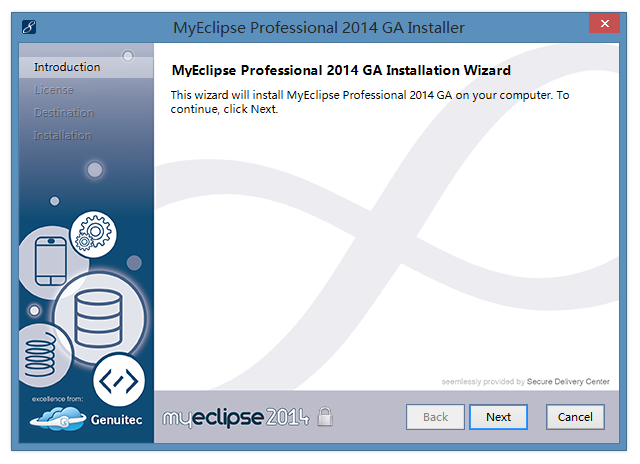 MyEclipse Professional 2014 GA Installer
Introduction
License
Destination
Installation
MyEclipse Professional 2014 GA Installation Wizard
This wizard will install MyEclipse Professional 2014 GA on your computer. To
continue, click Next.
seemlessly provided by Secure Delivery Center
excellence from:
Genuitec
myeclipse2014
Back
Next
Cancel